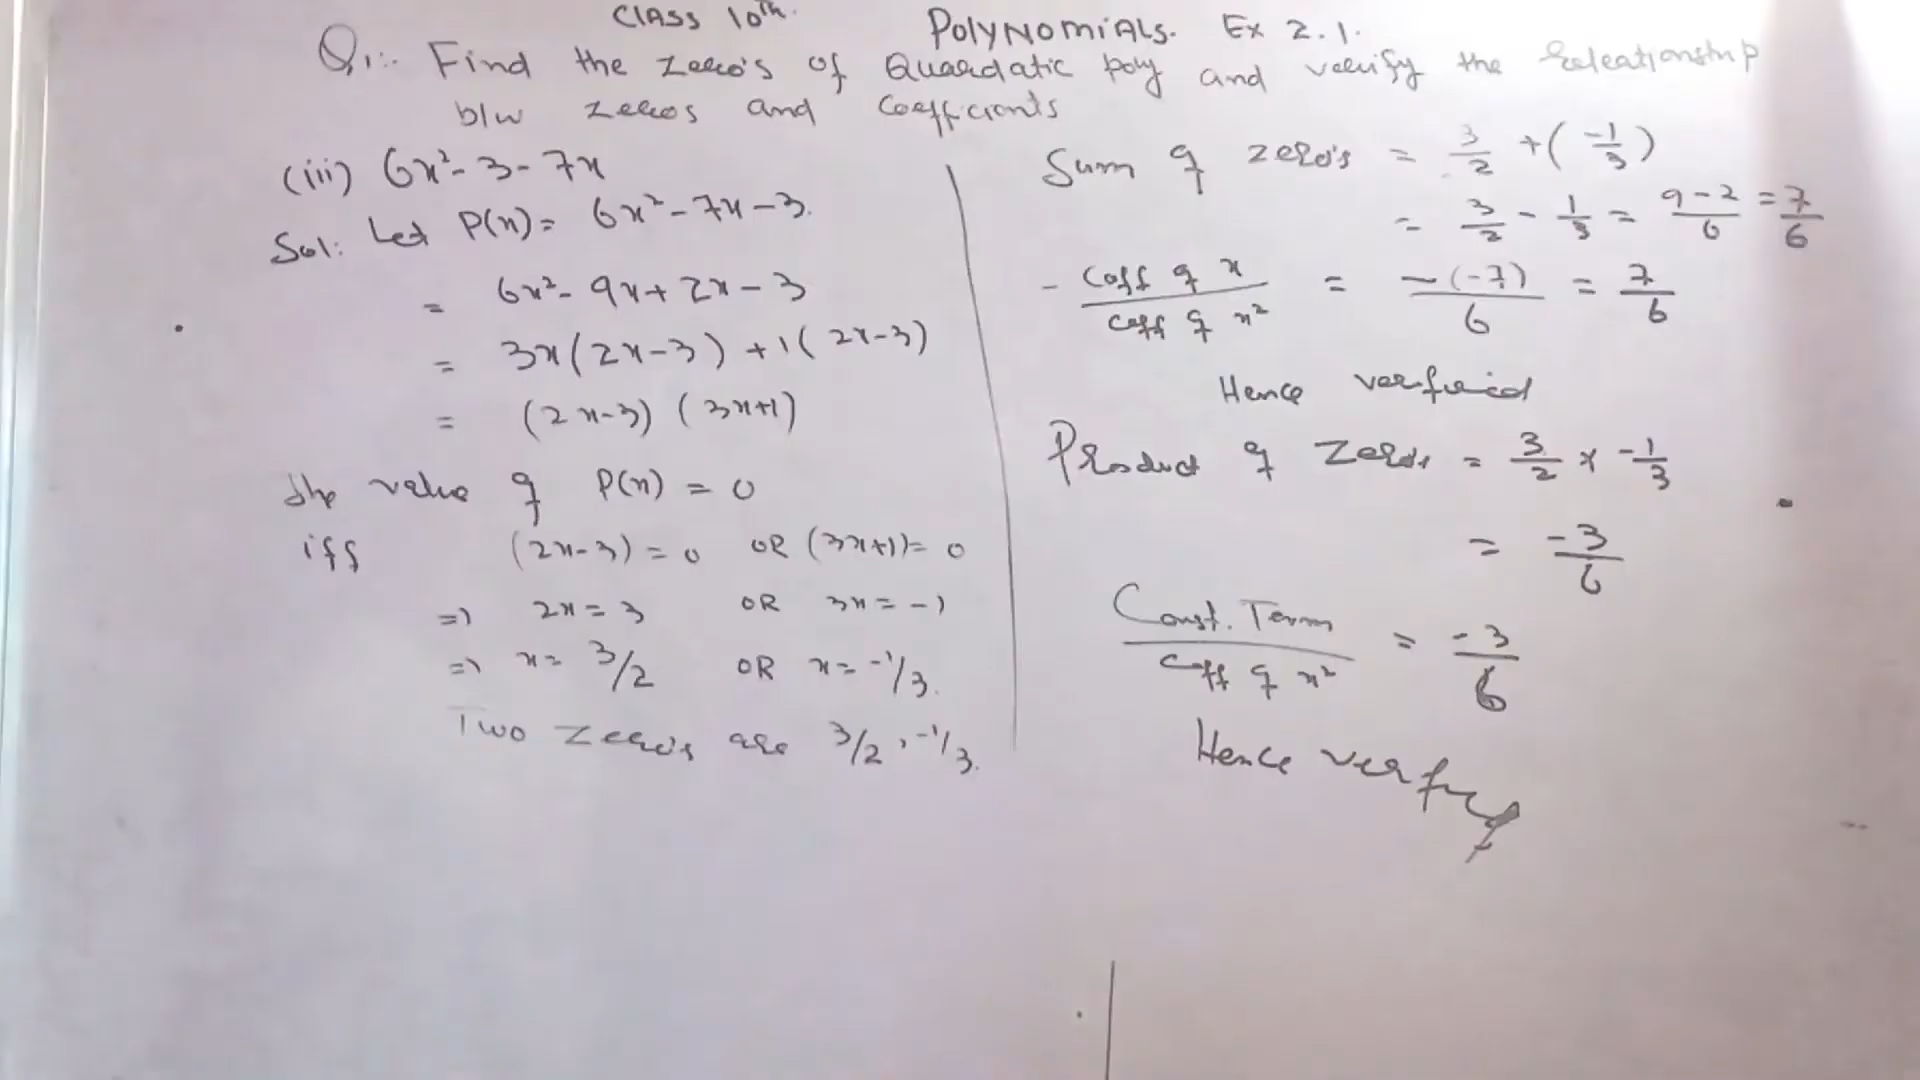 CLASS 10th.
POLYNOMIALS. Ex 2.1.
Q1:- Find the zero's of Quardatic poly and verify the Releationship
b/w zeros and Coefficients
(iii) 6x²-3-7x
Sol: Let P(x)= 6x²-7x-3.
= 6x²-9x+2x-3
= 3x(2x-3)+1(2x-3)
= (2x-3)(3x+1)
The value of P(x) = 0
iff (2x-3)=0 OR (3x+1)=0
=) 2x=3 OR 3x=-1
=) x= 3/2 OR x=-1/3.
Two zero's are 3/2, -1/3.
Sum of zero's = 3/2 +(-1/3)
= 3/2 - 1/3 = 9-2/6 = 7/6
- Coff of x / Coff of x² = -(-7)/6 = 7/6
Hence verified
Product of Zeros = 3/2 x -1/3
= -3/6
Const. Term / Coff of x² = -3/6
Hence